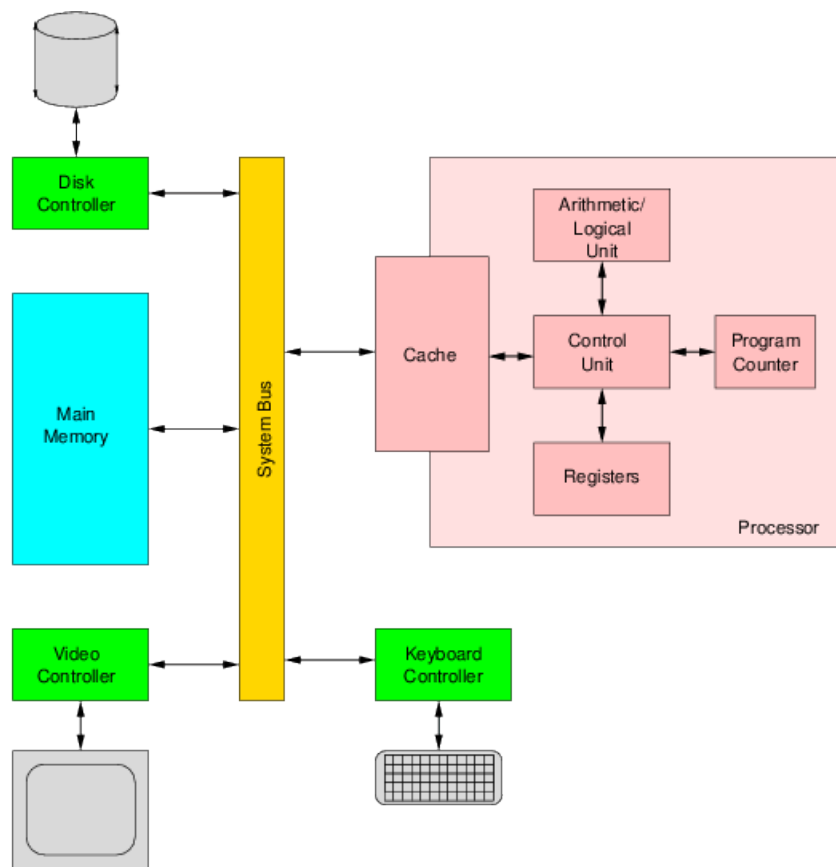 Disk
Controller
Arithmetic/
Logical
Unit
Main
Memory
System Bus
Cache
Control
Unit
Program
Counter
Registers
Processor
Video
Controller
Keyboard
Controller